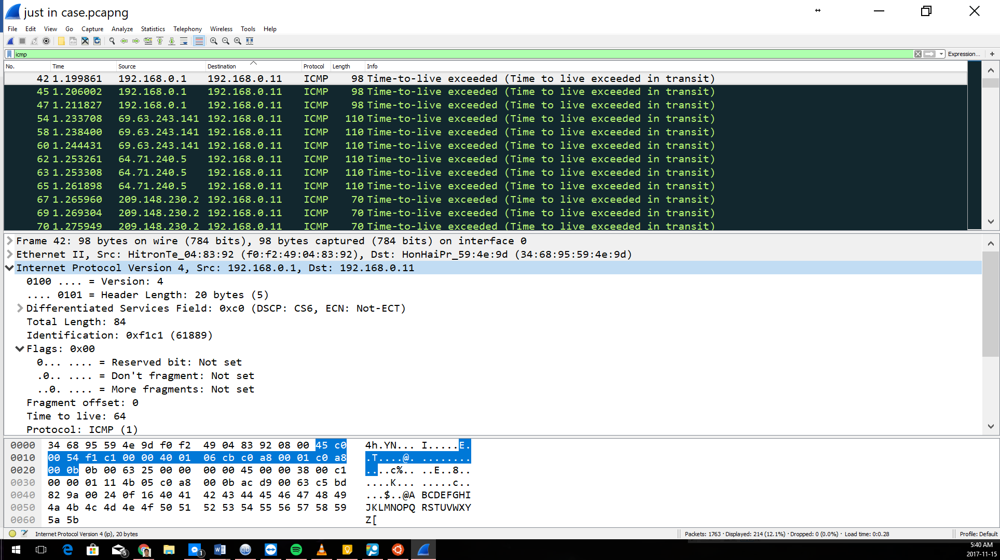 just in case.pcapng
File Edit View Go Capture Analyze Statistics Telephony Wireless Tools Help
icmp Expression... +
No. Time Source Destination Protocol Length Info
42 1.199861 192.168.0.1 192.168.0.11 ICMP 98 Time-to-live exceeded (Time to live exceeded in transit)
45 1.206002 192.168.0.1 192.168.0.11 ICMP 98 Time-to-live exceeded (Time to live exceeded in transit)
47 1.211827 192.168.0.1 192.168.0.11 ICMP 98 Time-to-live exceeded (Time to live exceeded in transit)
54 1.233708 69.63.243.141 192.168.0.11 ICMP 110 Time-to-live exceeded (Time to live exceeded in transit)
58 1.238400 69.63.243.141 192.168.0.11 ICMP 110 Time-to-live exceeded (Time to live exceeded in transit)
60 1.244431 69.63.243.141 192.168.0.11 ICMP 110 Time-to-live exceeded (Time to live exceeded in transit)
62 1.253261 64.71.240.5 192.168.0.11 ICMP 110 Time-to-live exceeded (Time to live exceeded in transit)
63 1.253308 64.71.240.5 192.168.0.11 ICMP 110 Time-to-live exceeded (Time to live exceeded in transit)
65 1.261898 64.71.240.5 192.168.0.11 ICMP 110 Time-to-live exceeded (Time to live exceeded in transit)
67 1.265960 209.148.230.2 192.168.0.11 ICMP 70 Time-to-live exceeded (Time to live exceeded in transit)
69 1.269304 209.148.230.2 192.168.0.11 ICMP 70 Time-to-live exceeded (Time to live exceeded in transit)
70 1.275949 209.148.230.2 192.168.0.11 ICMP 70 Time-to-live exceeded (Time to live exceeded in transit)
Frame 42: 98 bytes on wire (784 bits), 98 bytes captured (784 bits) on interface 0
Ethernet II, Src: HitronTe_04:83:92 (f0:f2:49:04:83:92), Dst: HonHaiPr_59:4e:9d (34:68:95:59:4e:9d)
Internet Protocol Version 4, Src: 192.168.0.1, Dst: 192.168.0.11
0100 .... = Version: 4
.... 0101 = Header Length: 20 bytes (5)
Differentiated Services Field: 0xc0 (DSCP: CS6, ECN: Not-ECT)
Total Length: 84
Identification: 0xf1c1 (61889)
Flags: 0x00
0... .... = Reserved bit: Not set
.0.. .... = Don't fragment: Not set
..0. .... = More fragments: Not set
Fragment offset: 0
Time to live: 64
Protocol: ICMP (1)
0000 34 68 95 59 4e 9d f0 f2 49 04 83 92 08 00 45 c0 4h.YN... I.....E.
0010 00 54 f1 c1 00 00 40 01 06 cb c0 a8 00 01 c0 a8 .T....@. ........
0020 00 0b 0b 00 63 25 00 00 00 00 45 00 00 38 00 c1 ....c%.. ..E..8..
0030 00 00 01 11 4b 05 c0 a8 00 0b ac d9 00 63 c5 bd ....K... .....c..
0040 82 9a 00 24 0f 16 40 41 42 43 44 45 46 47 48 49 ...$..@A BCDEFGHI
0050 4a 4b 4c 4d 4e 4f 50 51 52 53 54 55 56 57 58 59 JKLMNOPQ RSTUVWXY
0060 5a 5b Z[
Internet Protocol Version 4 (ip), 20 bytes Packets: 1763 · Displayed: 214 (12.1%) · Dropped: 0 (0.0%) · Load time: 0:0.28 Profile: Default
5 1 qb
5:40 AM
2017-11-15